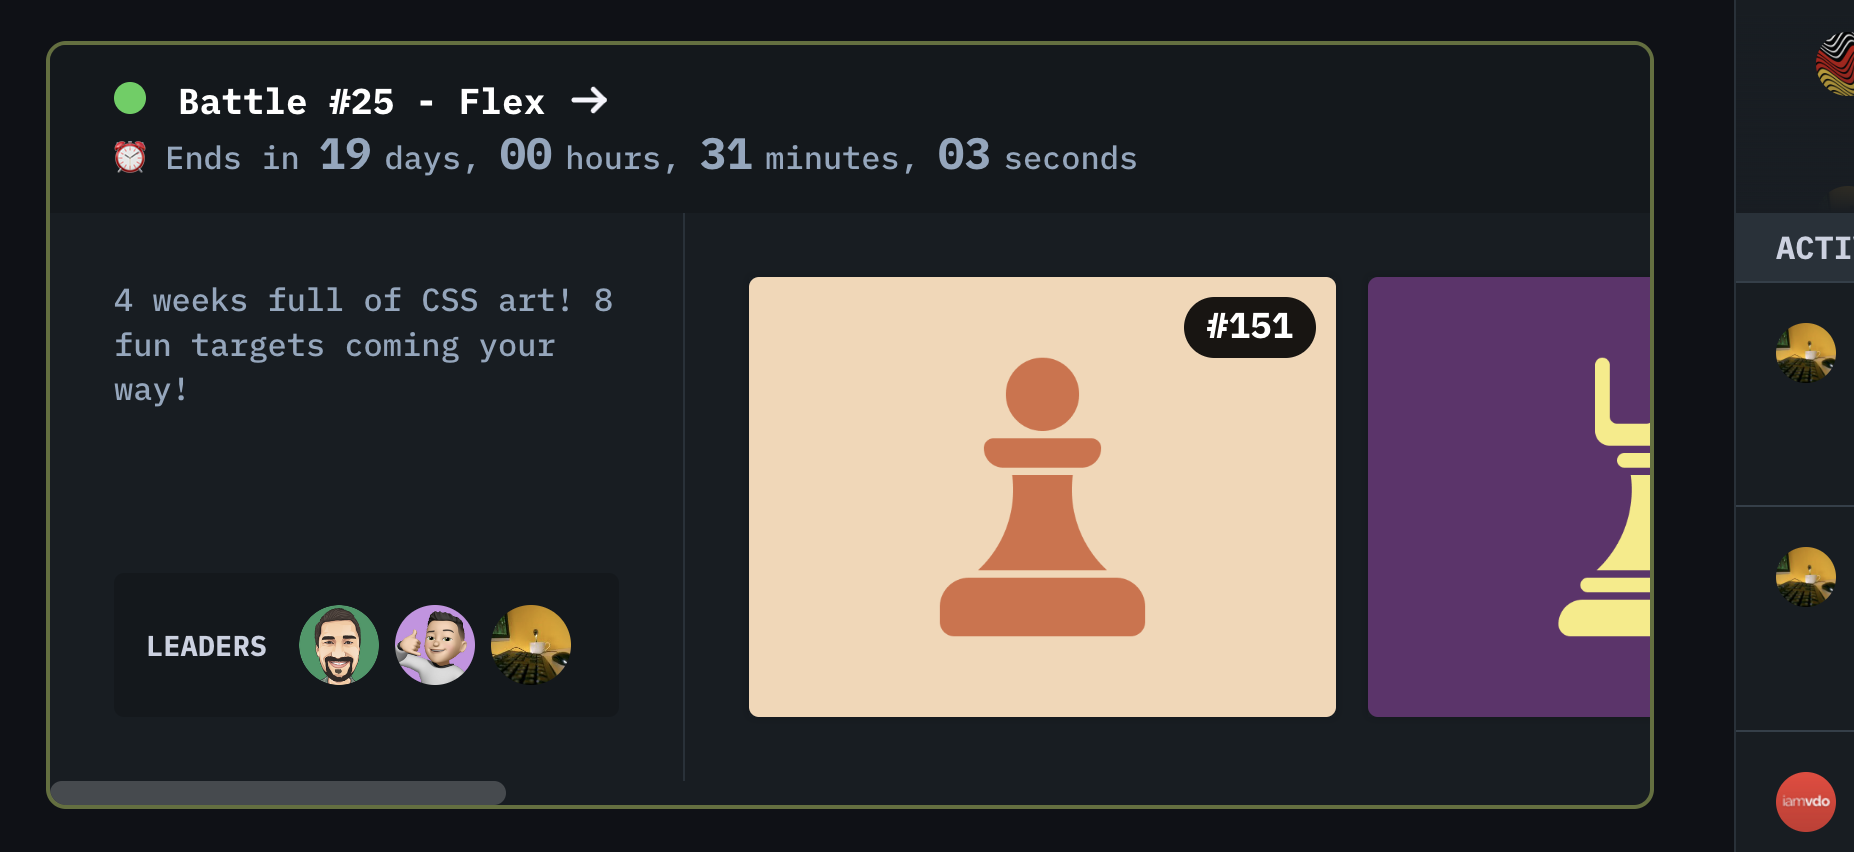 Battle #25 - Flex →
Ends in 19 days, 00 hours, 31 minutes, 03 seconds
4 weeks full of CSS art! 8
fun targets coming your
way!
#151
LEADERS
iamvdo